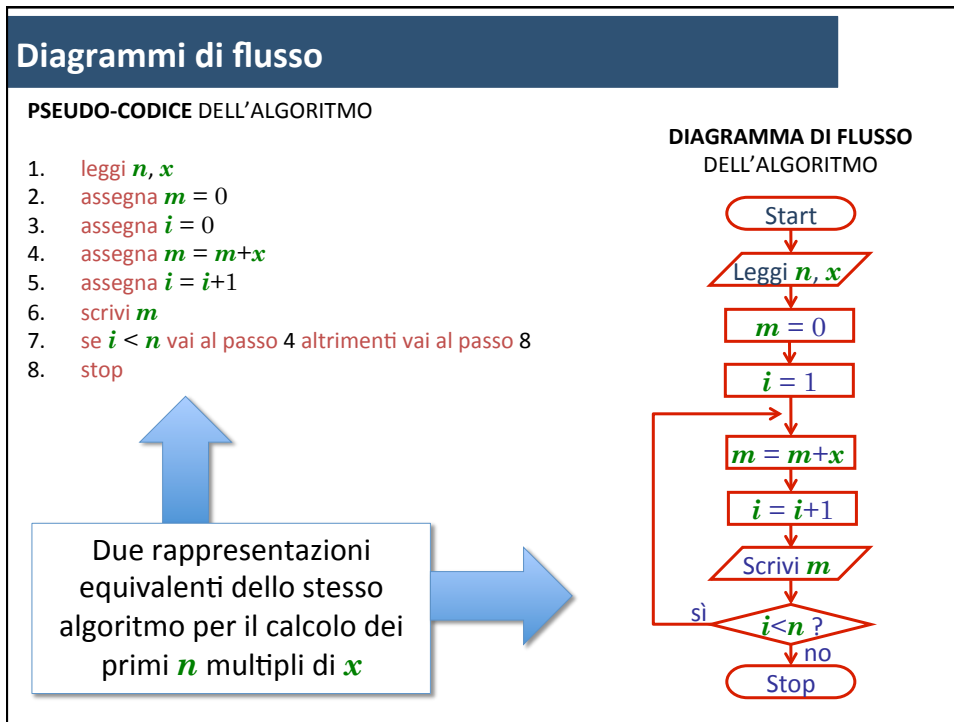 Diagrammi di flusso
PSEUDO-CODICE DELL'ALGORITMO
1. leggi n, x
2. assegna m = 0
3. assegna i = 0
4. assegna m = m+x
5. assegna i = i+1
6. scrivi m
7. se i < n vai al passo 4 altrimenti vai al passo 8
8. stop
Due rappresentazioni
equivalenti dello stesso
algoritmo per il calcolo dei
primi n multipli di x
DIAGRAMMA DI FLUSSO
DELL'ALGORITMO
Start
Leggi n, x
m = 0
i = 1
m = m+x
i = i+1
Scrivi m
sì
i<n ?
no
Stop